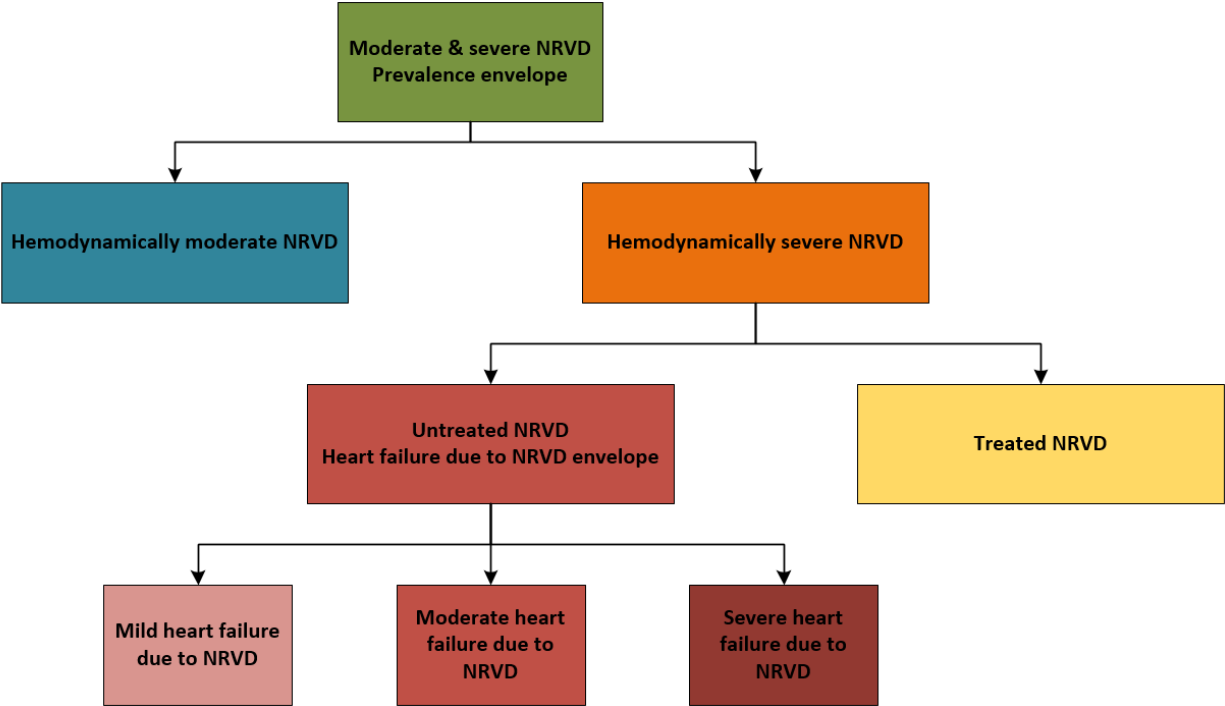 Moderate & severe NRVD
Prevalence envelope
Hemodynamically moderate NRVD
Hemodynamically severe NRVD
Untreated NRVD
Heart failure due to NRVD envelope
Treated NRVD
Mild heart failure
due to NRVD
Moderate heart
failure due to
NRVD
Severe heart
failure due to
NRVD